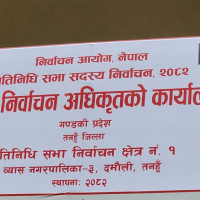 निर्वाचन आयोग, नेपाल
प्रतिनिधि सभा सदस्य निर्वाचन, २०८२
निर्वाचन अधिकृतको कार्याल
गण्डकी प्रदेश
तनहुँ जिल्ला
तिनिधि सभा निर्वाचन क्षेत्र नं. १
व्यास नगरपालिका-३, दमौली, तनहुँ
स्थापनाः २०८२